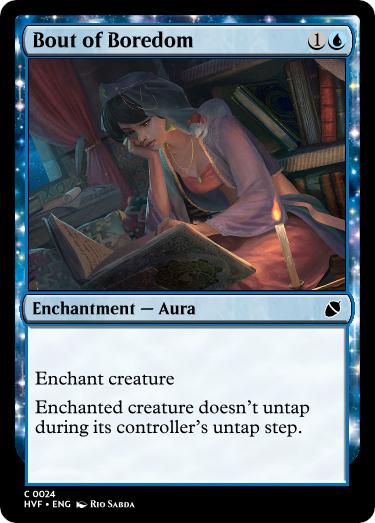 Bout of Boredom 1
Enchantment — Aura
Enchant creature
Enchanted creature doesn't untap
during its controller's untap step.
C 0024
HVF • ENG Rio Sabda